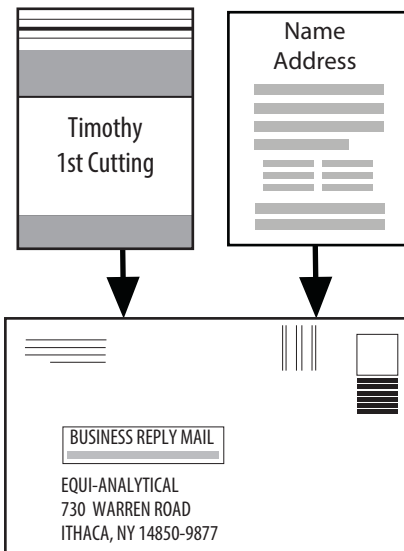 Timothy
1st Cutting
Name
Address
BUSINESS REPLY MAIL
EQUI-ANALYTICAL
730 WARREN ROAD
ITHACA, NY 14850-9877